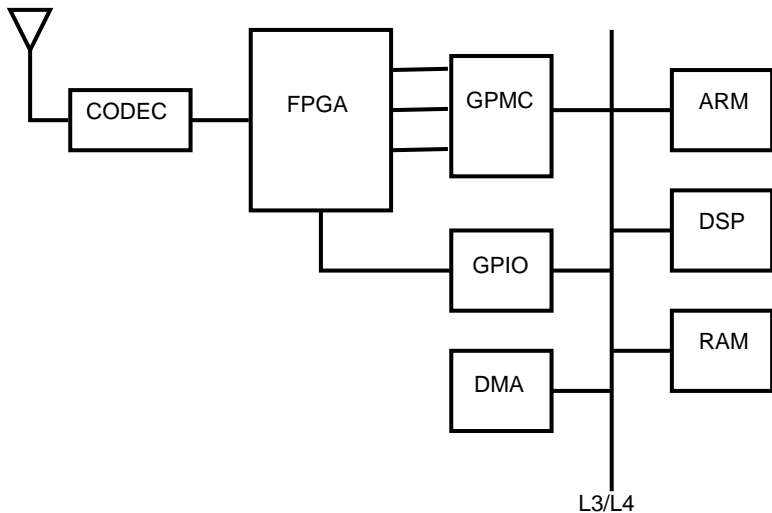 CODEC
FPGA
GPMC
ARM
DSP
GPIO
RAM
DMA
L3/L4